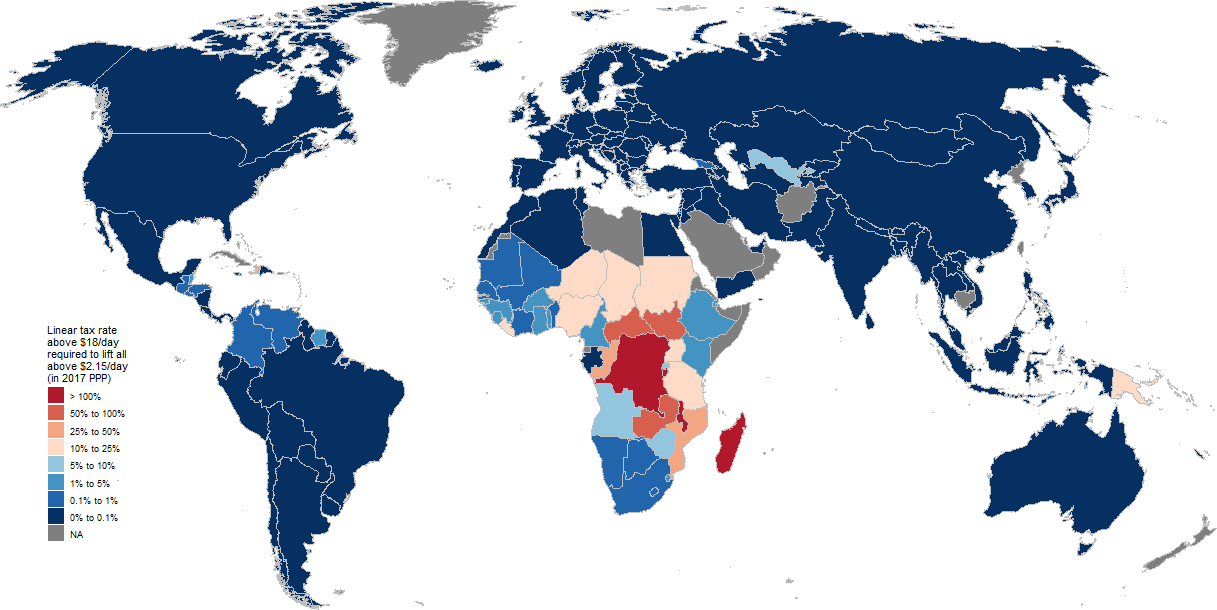 Linear tax rate
above $18/day
required to lift all
above $2.15/day
(in 2017 PPP)
> 100%
50% to 100%
25% to 50%
10% to 25%
5% to 10%
1% to 5%
0.1% to 1%
0% to 0.1%
NA